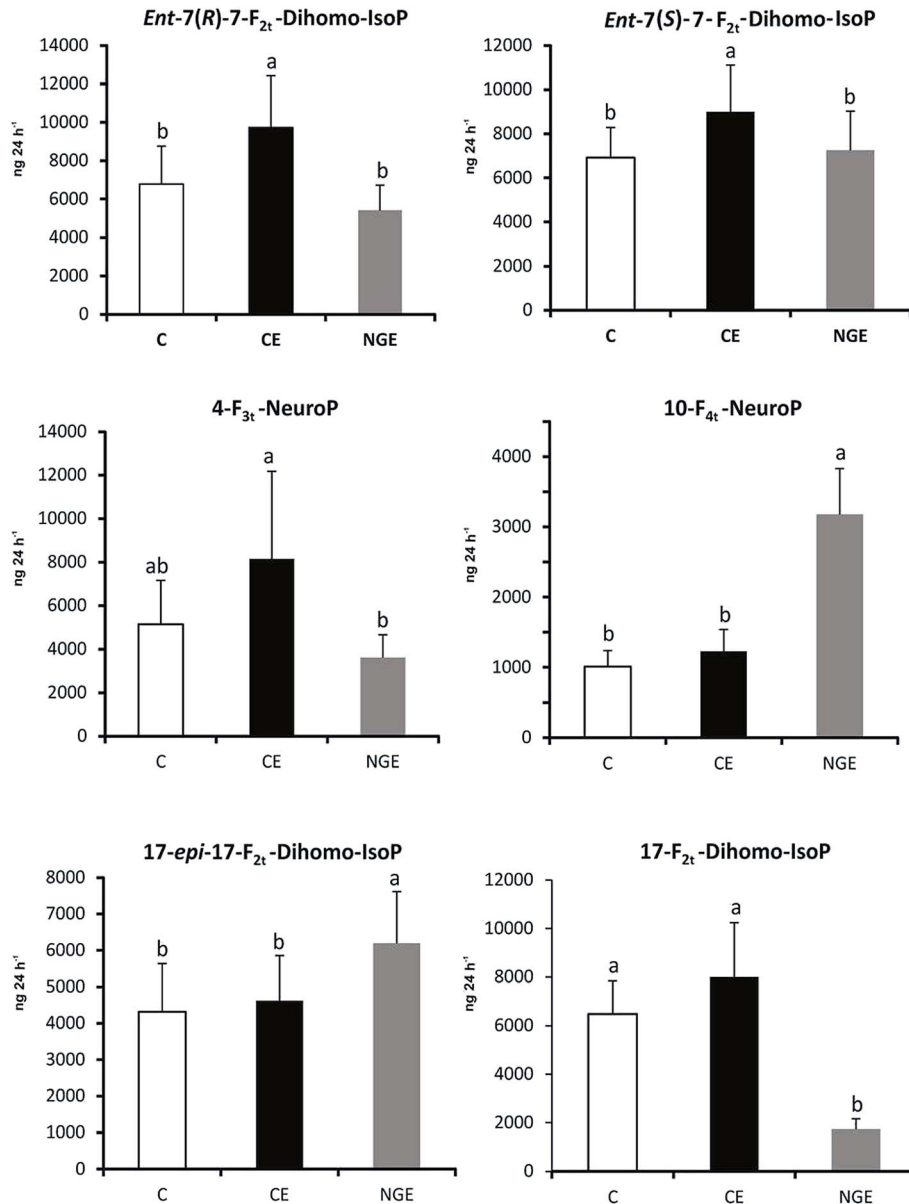 Ent-7(R)-7-F2t-Dihomo-IsoP
14000
12000
10000
8000
6000
4000
2000
0
ng 24 h-1
b
a
b
C CE NGE
Ent-7(S)-7-F2t-Dihomo-IsoP
12000
10000
8000
6000
4000
2000
0
ng 24 h-1
b
a
b
C CE NGE
4-F3t-NeuroP
14000
12000
10000
8000
6000
4000
2000
0
ng 24 h-1
ab
a
b
C CE NGE
10-F4t-NeuroP
4000
3000
2000
1000
0
ng 24 h-1
b
b
a
C CE NGE
17-epi-17-F2t-Dihomo-IsoP
8000
7000
6000
5000
4000
3000
2000
1000
0
ng 24 h-1
b
b
a
C CE NGE
17-F2t-Dihomo-IsoP
12000
10000
8000
6000
4000
2000
0
ng 24 h-1
a
a
b
C CE NGE